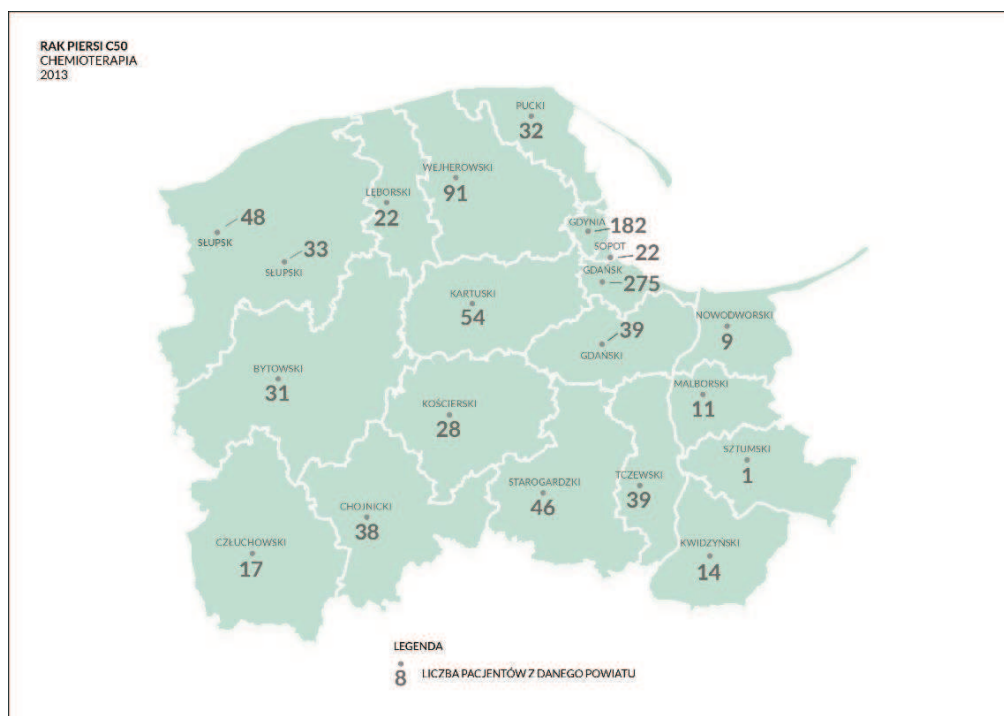 RAK PIERSI C50
CHEMIOTERAPIA
2013
PUCKI
32
WEJHEROWSKI
91
LĘBORSKI
22
48
SŁUPSK
33
SŁUPSKI
GDYNIA
182
SOPOT
22
GDAŃSK
275
KARTUSKI
54
39
GDAŃSKI
NOWODWORSKI
9
BYTOWSKI
31
KOŚCIERSKI
28
MALBORSKI
11
SZTUMSKI
1
STAROGARDZKI
46
TCZEWSKI
39
CHOJNICKI
38
CZŁUCHOWSKI
17
KWIDZYŃSKI
14
LEGENDA
8
LICZBA PACJENTÓW Z DANEGO POWIATU